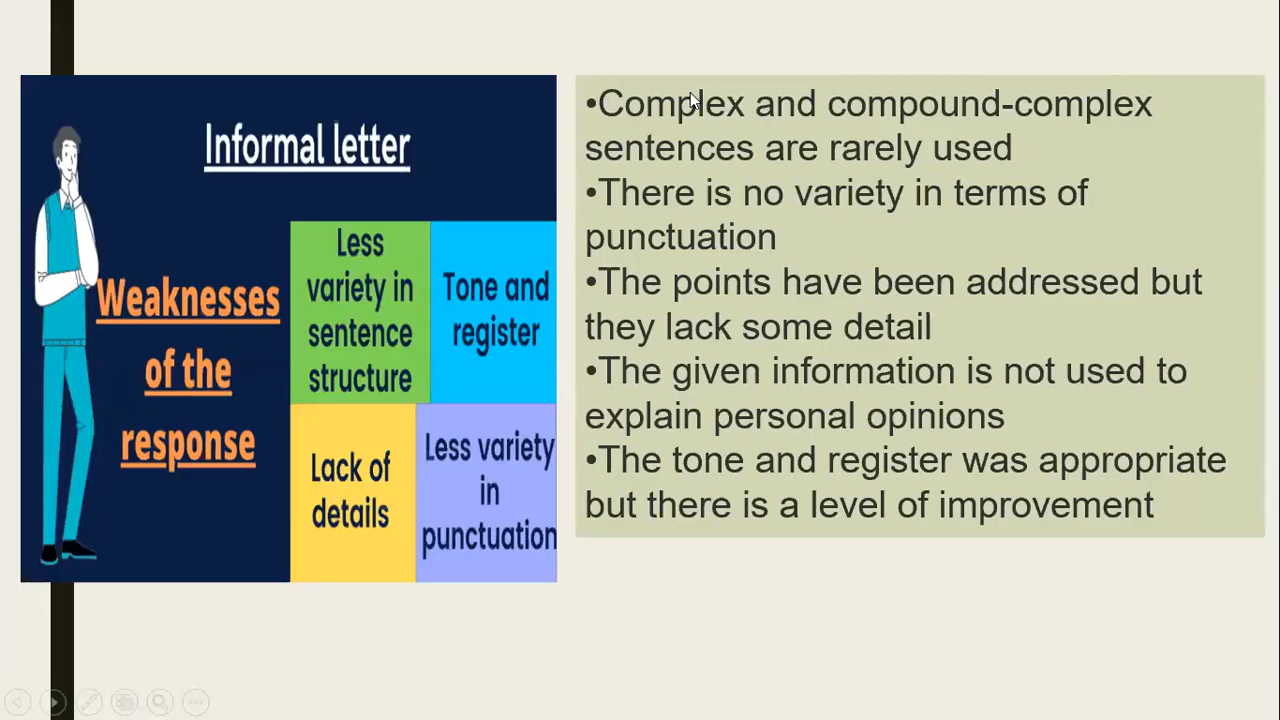 Informal letter
Weaknesses
of the
response
Less
variety in
sentence
structure
Tone and
register
Lack of
details
Less variety
in
punctuation
•Complex and compound-complex
sentences are rarely used
•There is no variety in terms of
punctuation
•The points have been addressed but
they lack some detail
•The given information is not used to
explain personal opinions
•The tone and register was appropriate
but there is a level of improvement